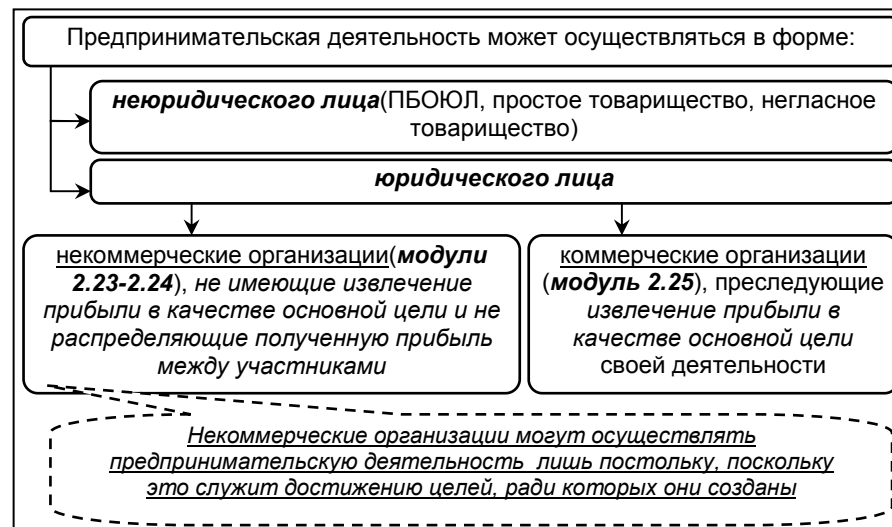 Предпринимательская деятельность может осуществляться в форме:
неюридического лица(ПБОЮЛ, простое товарищество, негласное
товарищество)
юридического лица
некоммерческие организации(модули
2.23-2.24), не имеющие извлечение
прибыли в качестве основной цели и не
распределяющие полученную прибыль
между участниками
коммерческие организации
(модуль 2.25), преследующие
извлечение прибыли в
качестве основной цели
своей деятельности
Некоммерческие организации могут осуществлять
предпринимательскую деятельность лишь постольку, поскольку
это служит достижению целей, ради которых они созданы